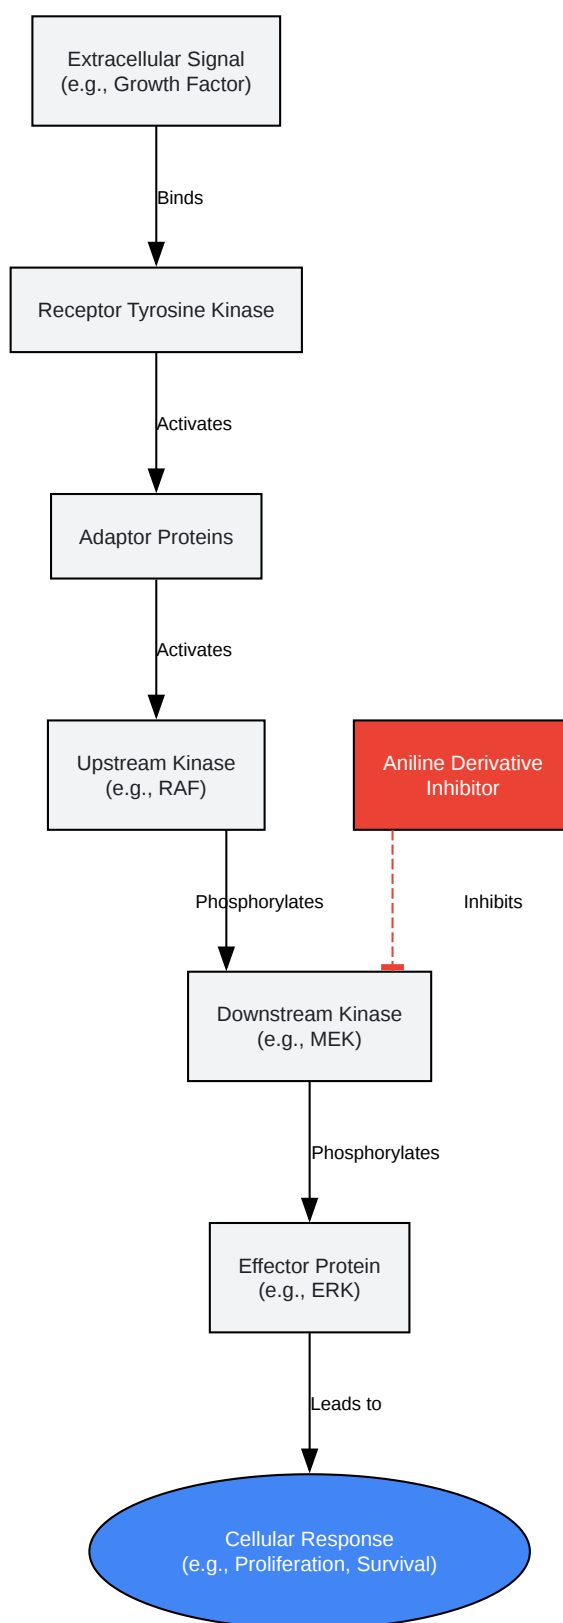 Extracellular Signal
(e.g., Growth Factor)
Binds
Receptor Tyrosine Kinase
Activates
Adaptor Proteins
Activates
Upstream Kinase
(e.g., RAF)
Aniline Derivative
Inhibitor
Phosphorylates
Inhibits
Downstream Kinase
(e.g., MEK)
Phosphorylates
Effector Protein
(e.g., ERK)
Leads to
Cellular Response
(e.g., Proliferation, Survival)